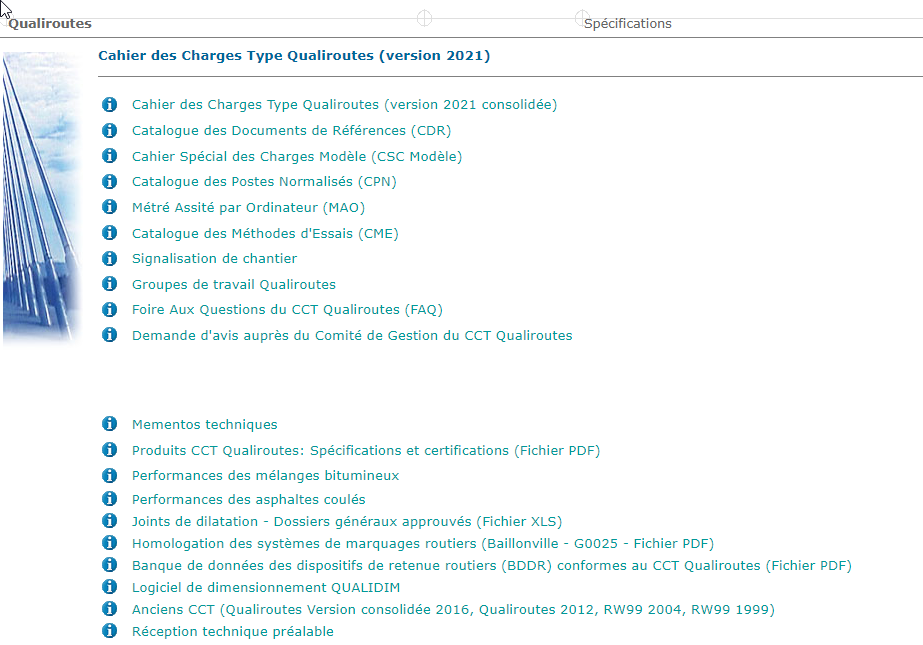 Qualiroutes
Spécifications
Cahier des Charges Type Qualiroutes (version 2021)
Cahier des Charges Type Qualiroutes (version 2021 consolidée)
Catalogue des Documents de Références (CDR)
Cahier Spécial des Charges Modèle (CSC Modèle)
Catalogue des Postes Normalisés (CPN)
Métré Assité par Ordinateur (MAO)
Catalogue des Méthodes d'Essais (CME)
Signalisation de chantier
Groupes de travail Qualiroutes
Foire Aux Questions du CCT Qualiroutes (FAQ)
Demande d'avis auprès du Comité de Gestion du CCT Qualiroutes
Mementos techniques
Produits CCT Qualiroutes: Spécifications et certifications (Fichier PDF)
Performances des mélanges bitumineux
Performances des asphaltes coulés
Joints de dilatation - Dossiers généraux approuvés (Fichier XLS)
Homologation des systèmes de marquages routiers (Baillonville - G0025 - Fichier PDF)
Banque de données des dispositifs de retenue routiers (BDDR) conformes au CCT Qualiroutes (Fichier PDF)
Logiciel de dimensionnement QUALIDIM
Anciens CCT (Qualiroutes Version consolidée 2016, Qualiroutes 2012, RW99 2004, RW99 1999)
Réception technique préalable